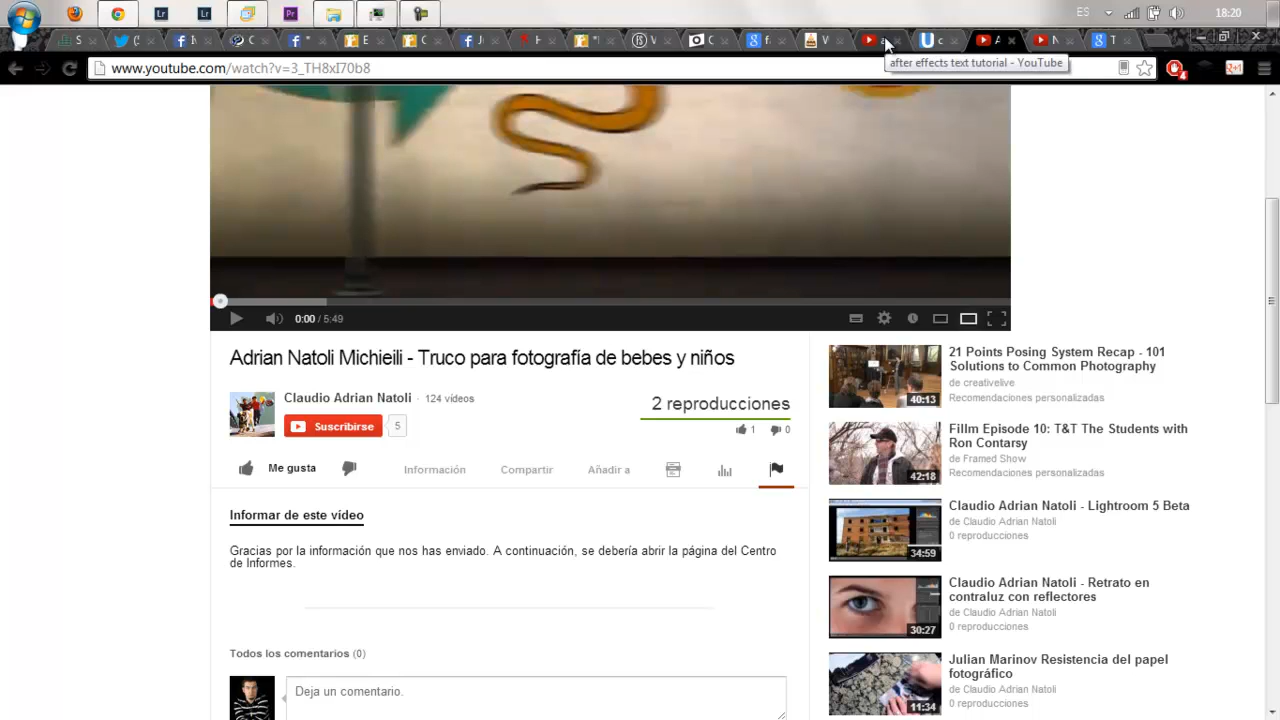 Lr
Lr
Pr
ES
18:20
www.youtube.com/watch?v=3_TH8xI70b8
after effects text tutorial - YouTube
4
0:00 / 5:49
Adrian Natoli Michieili - Truco para fotografía de bebes y niños
Claudio Adrian Natoli · 124 vídeos
Suscribirse 5
2 reproducciones
1 0
Me gusta Información Compartir Añadir a
Informar de este vídeo
Gracias por la información que nos has enviado. A continuación, se debería abrir la página del Centro
de Informes.
Todos los comentarios (0)
Deja un comentario.
21 Points Posing System Recap - 101
Solutions to Common Photography
de creativelive
Recomendaciones personalizadas
40:13
Fillm Episode 10: T&T The Students with
Ron Contarsy
de Framed Show
Recomendaciones personalizadas
42:18
Claudio Adrian Natoli - Lightroom 5 Beta
de Claudio Adrian Natoli
0 reproducciones
34:59
Claudio Adrian Natoli - Retrato en
contraluz con reflectores
de Claudio Adrian Natoli
0 reproducciones
30:27
Julian Marinov Resistencia del papel
fotográfico
de Claudio Adrian Natoli
0 reproducciones
11:34